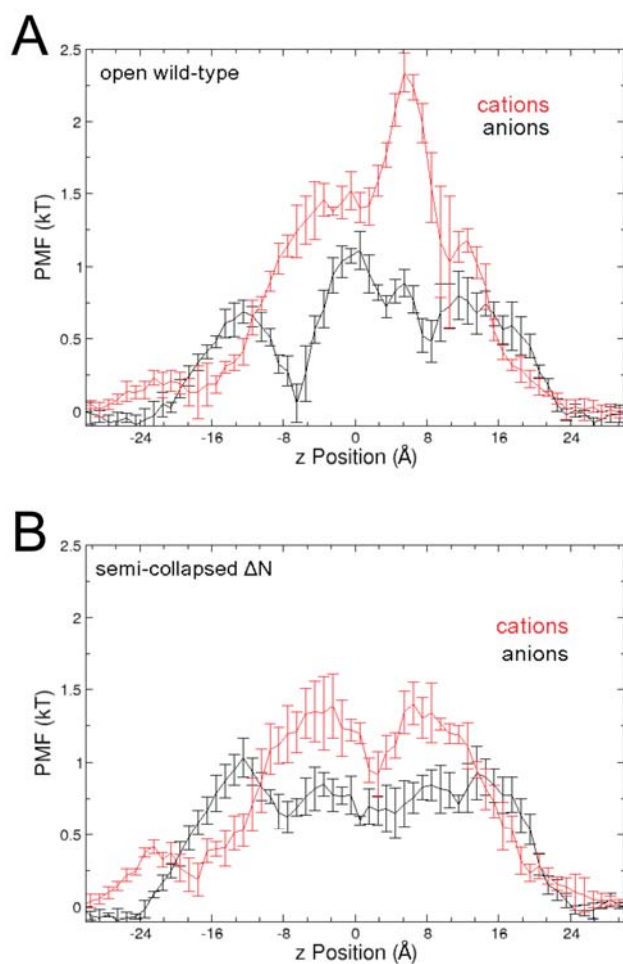 A
open wild-type
cations
anions
2.5
2
1.5
1
0.5
0
PMF (kT)
-24 -16 -8 0 8 16 24
z Position (Å)
B
semi-collapsed ΔN
cations
anions
2.5
2
1.5
1
0.5
0
PMF (kT)
-24 -16 -8 0 8 16 24
z Position (Å)